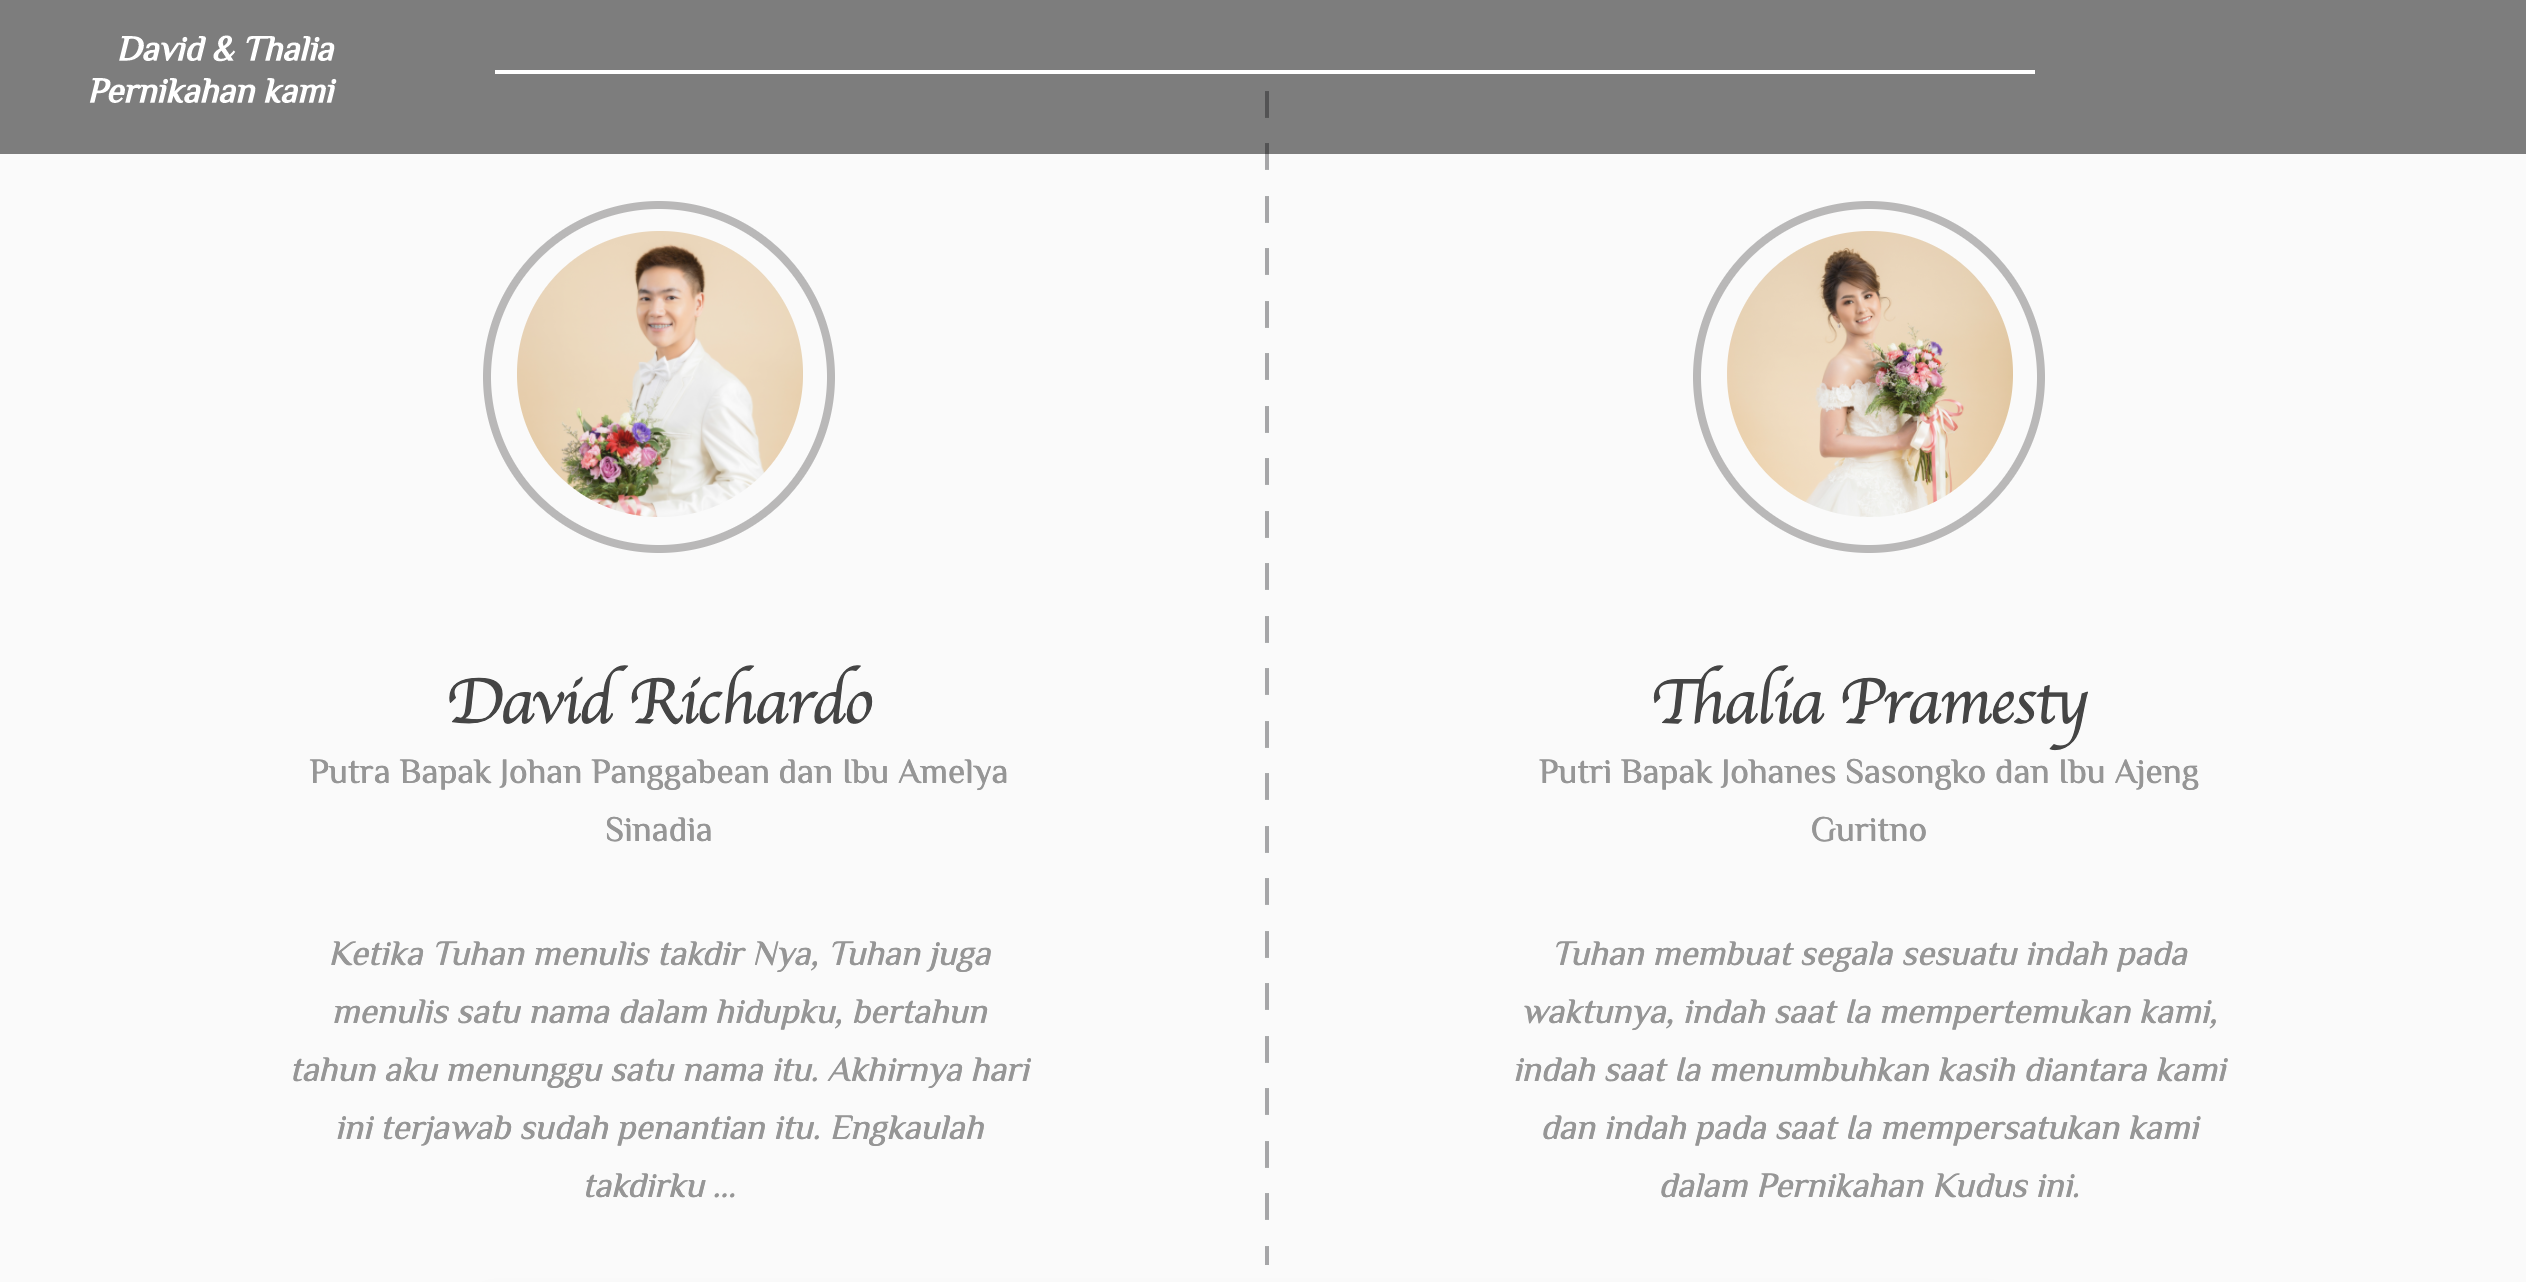 David & Thalia
Pernikahan kami
David Richardo
Putra Bapak Johan Panggabean dan Ibu Amelya
Sinadia
Ketika Tuhan menulis takdir Nya, Tuhan juga
menulis satu nama dalam hidupku, bertahun
tahun aku menunggu satu nama itu. Akhirnya hari
ini terjawab sudah penantian itu. Engkaulah
takdirku ...
Thalia Pramesty
Putri Bapak Johanes Sasongko dan Ibu Ajeng
Guritno
Tuhan membuat segala sesuatu indah pada
waktunya, indah saat Ia mempertemukan kami,
indah saat Ia menumbuhkan kasih diantara kami
dan indah pada saat Ia mempersatukan kami
dalam Pernikahan Kudus ini.